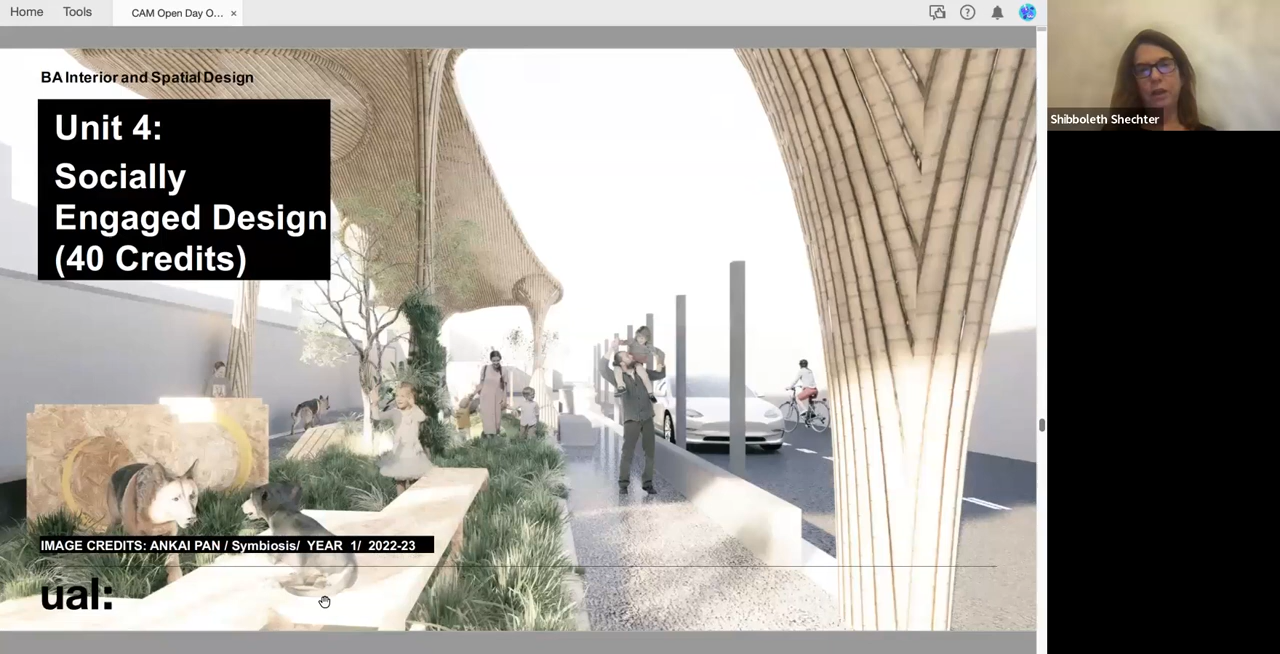 Home Tools CAM Open Day O... ×
BA Interior and Spatial Design
Unit 4:
Socially
Engaged Design
(40 Credits)
Shibboleth Shechter
IMAGE CREDITS: ANKAI PAN / Symbiosis/ YEAR 1/ 2022-23
ual: